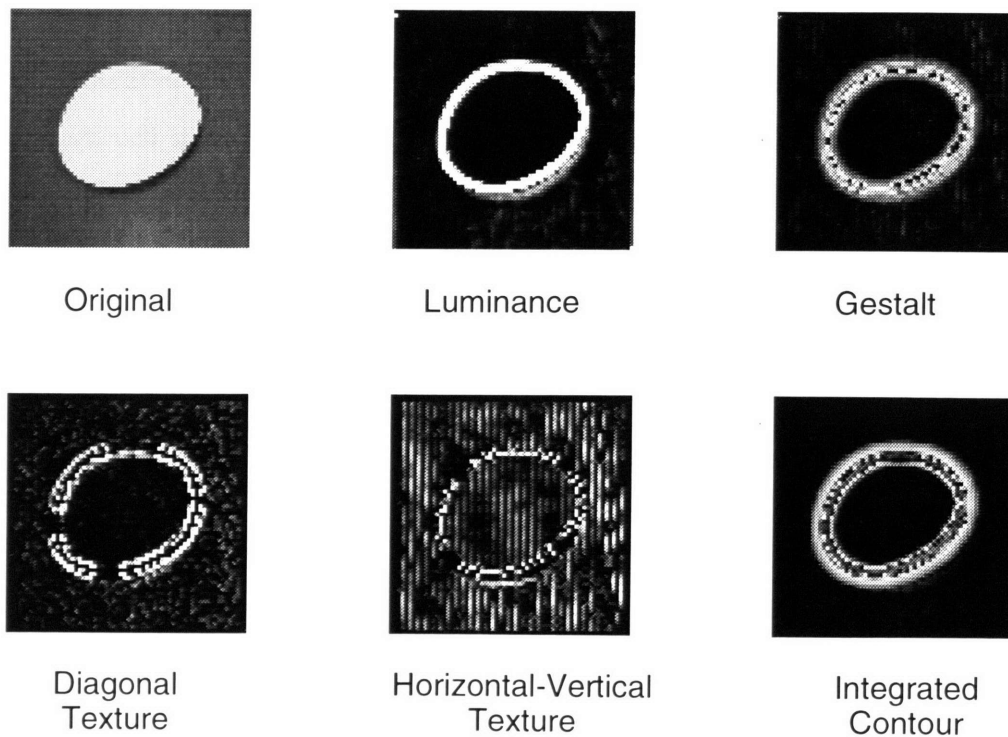 Original
Luminance
Gestalt
Diagonal
Texture
Horizontal-Vertical
Texture
Integrated
Contour